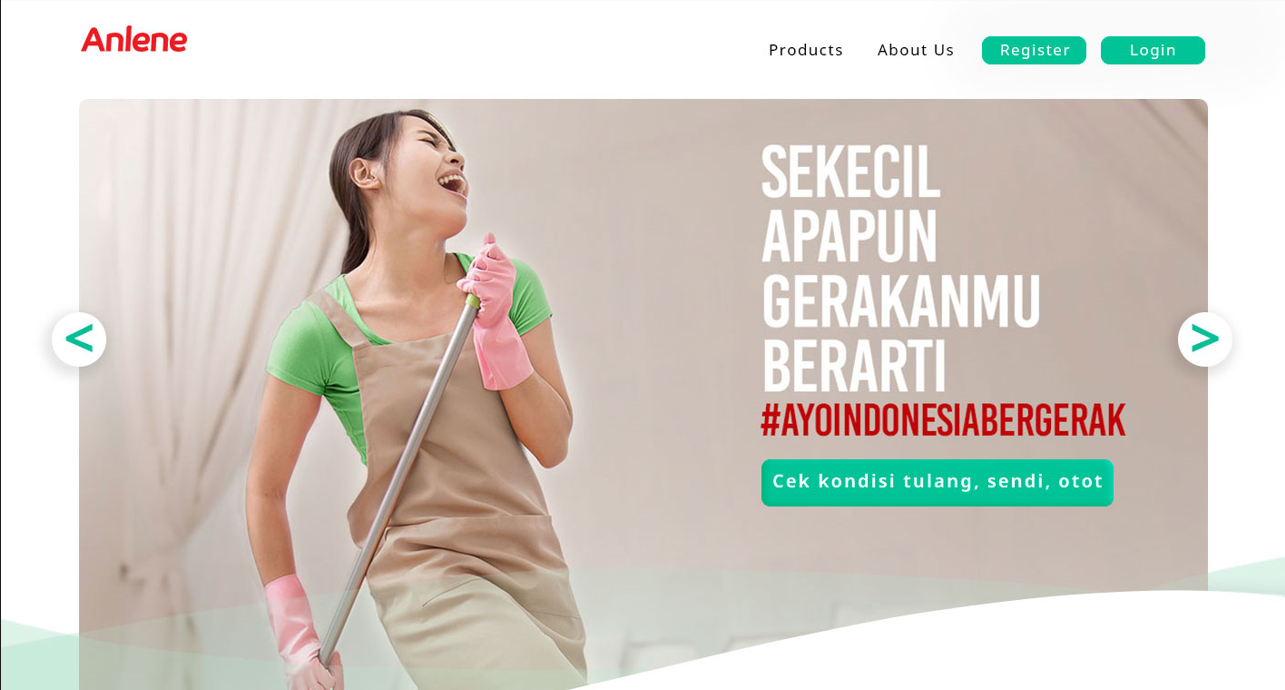 Anlene
Products
About Us
Register
Login
SEKECIL
APAPUN
GERAKANMU
BERARTI
#AYOINDONESIABERGERAK
<
>
Cek kondisi tulang, sendi, otot